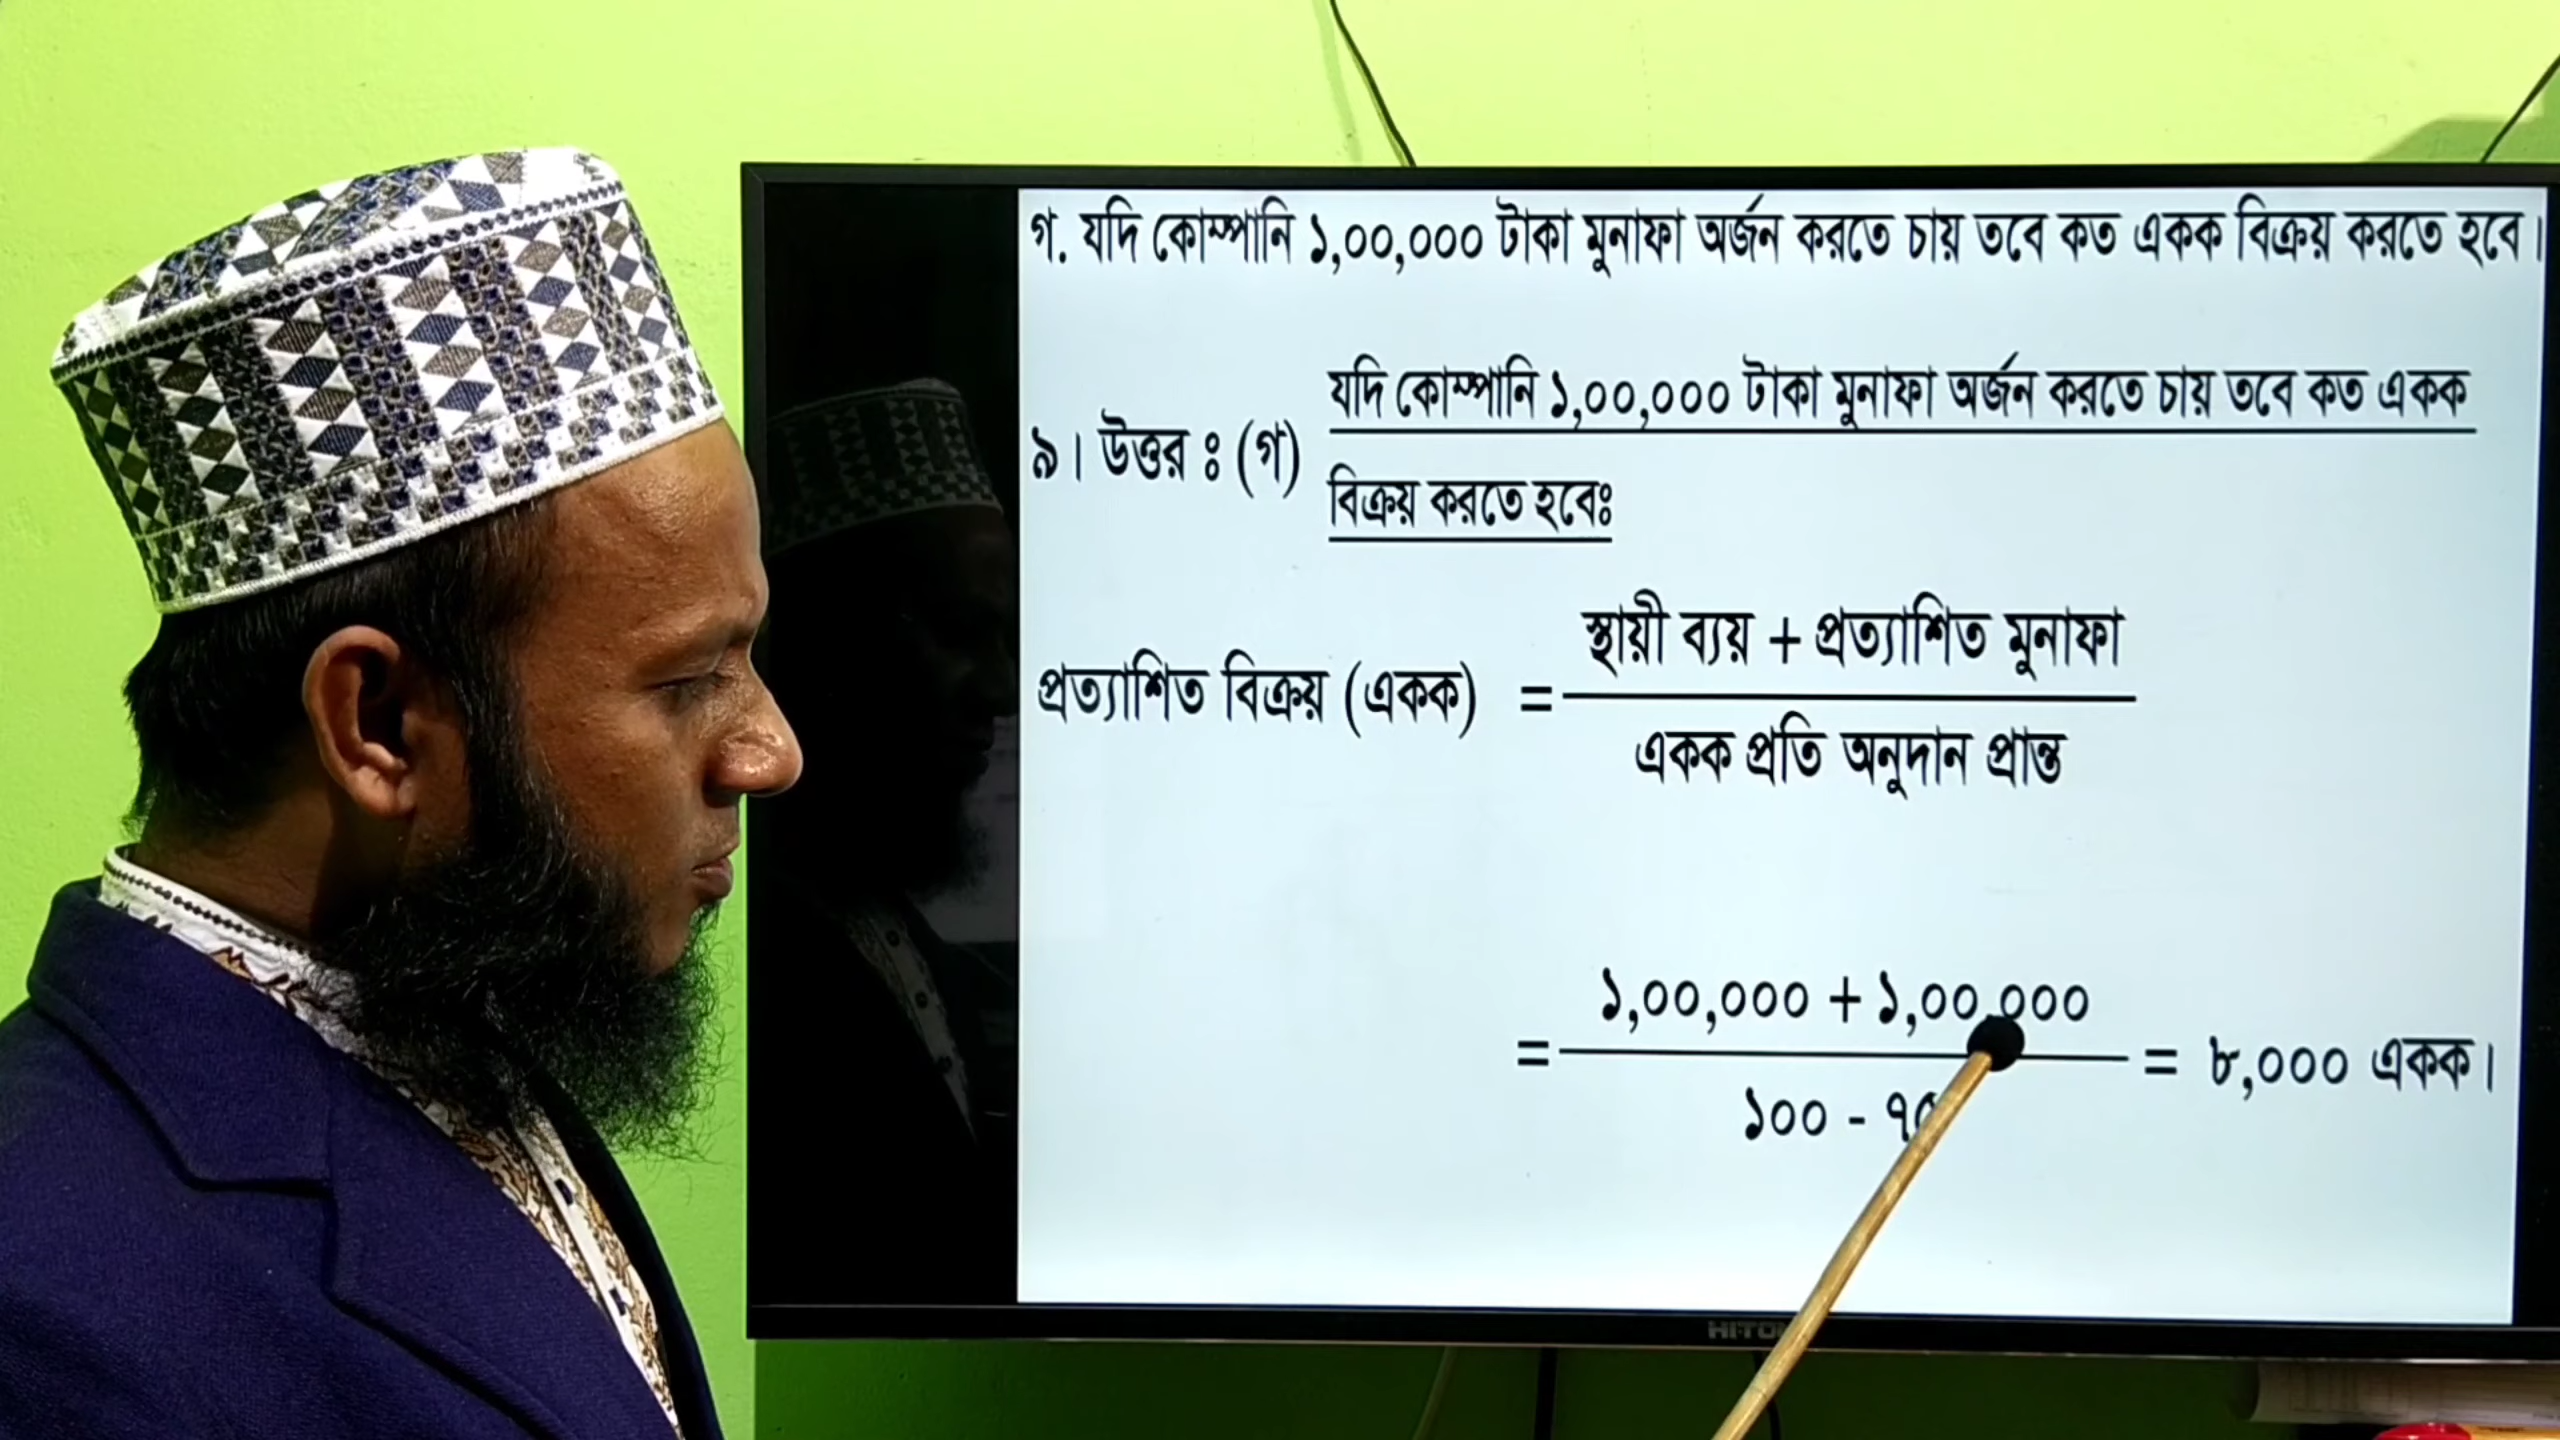 গ. যদি কোম্পানি ১,০০,০০০ টাকা মুনাফা অর্জন করতে চায় তবে কত একক বিক্রয় করতে হবে।
৯। উত্তর ঃ (গ) যদি কোম্পানি ১,০০,০০০ টাকা মুনাফা অর্জন করতে চায় তবে কত একক
বিক্রয় করতে হবেঃ
স্থায়ী ব্যয় + প্রত্যাশিত মুনাফা
প্রত্যাশিত বিক্রয় (একক) =
একক প্রতি অনুদান প্রান্ত
১,০০,০০০ + ১,০০,০০০
= = ৮,০০০ একক।
১০০ - ৭৫